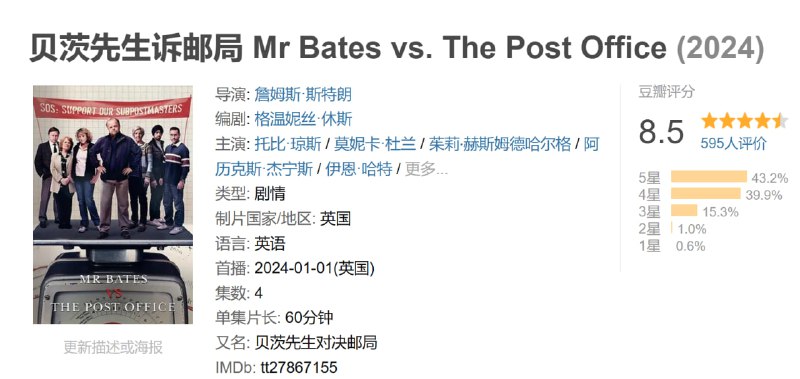 贝茨先生诉邮局 Mr Bates vs. The Post Office (2024)
SOS: SUPPORT OUR SUBPOSTMASTERS
MR BATES
VS
THE POST OFFICE
更新描述或海报
导演: 詹姆斯·斯特朗
编剧: 格温妮丝·休斯
主演: 托比·琼斯 / 莫妮卡·杜兰 / 茱莉·赫斯姆德哈尔格 / 阿
历克斯·杰宁斯 / 伊恩·哈特 / 更多...
类型: 剧情
制片国家/地区: 英国
语言: 英语
首播: 2024-01-01(英国)
集数: 4
单集片长: 60分钟
又名: 贝茨先生对决邮局
IMDb: tt27867155
豆瓣评分
8.5
595人评价
5星 43.2%
4星 39.9%
3星 15.3%
2星 1.0%
1星 0.6%